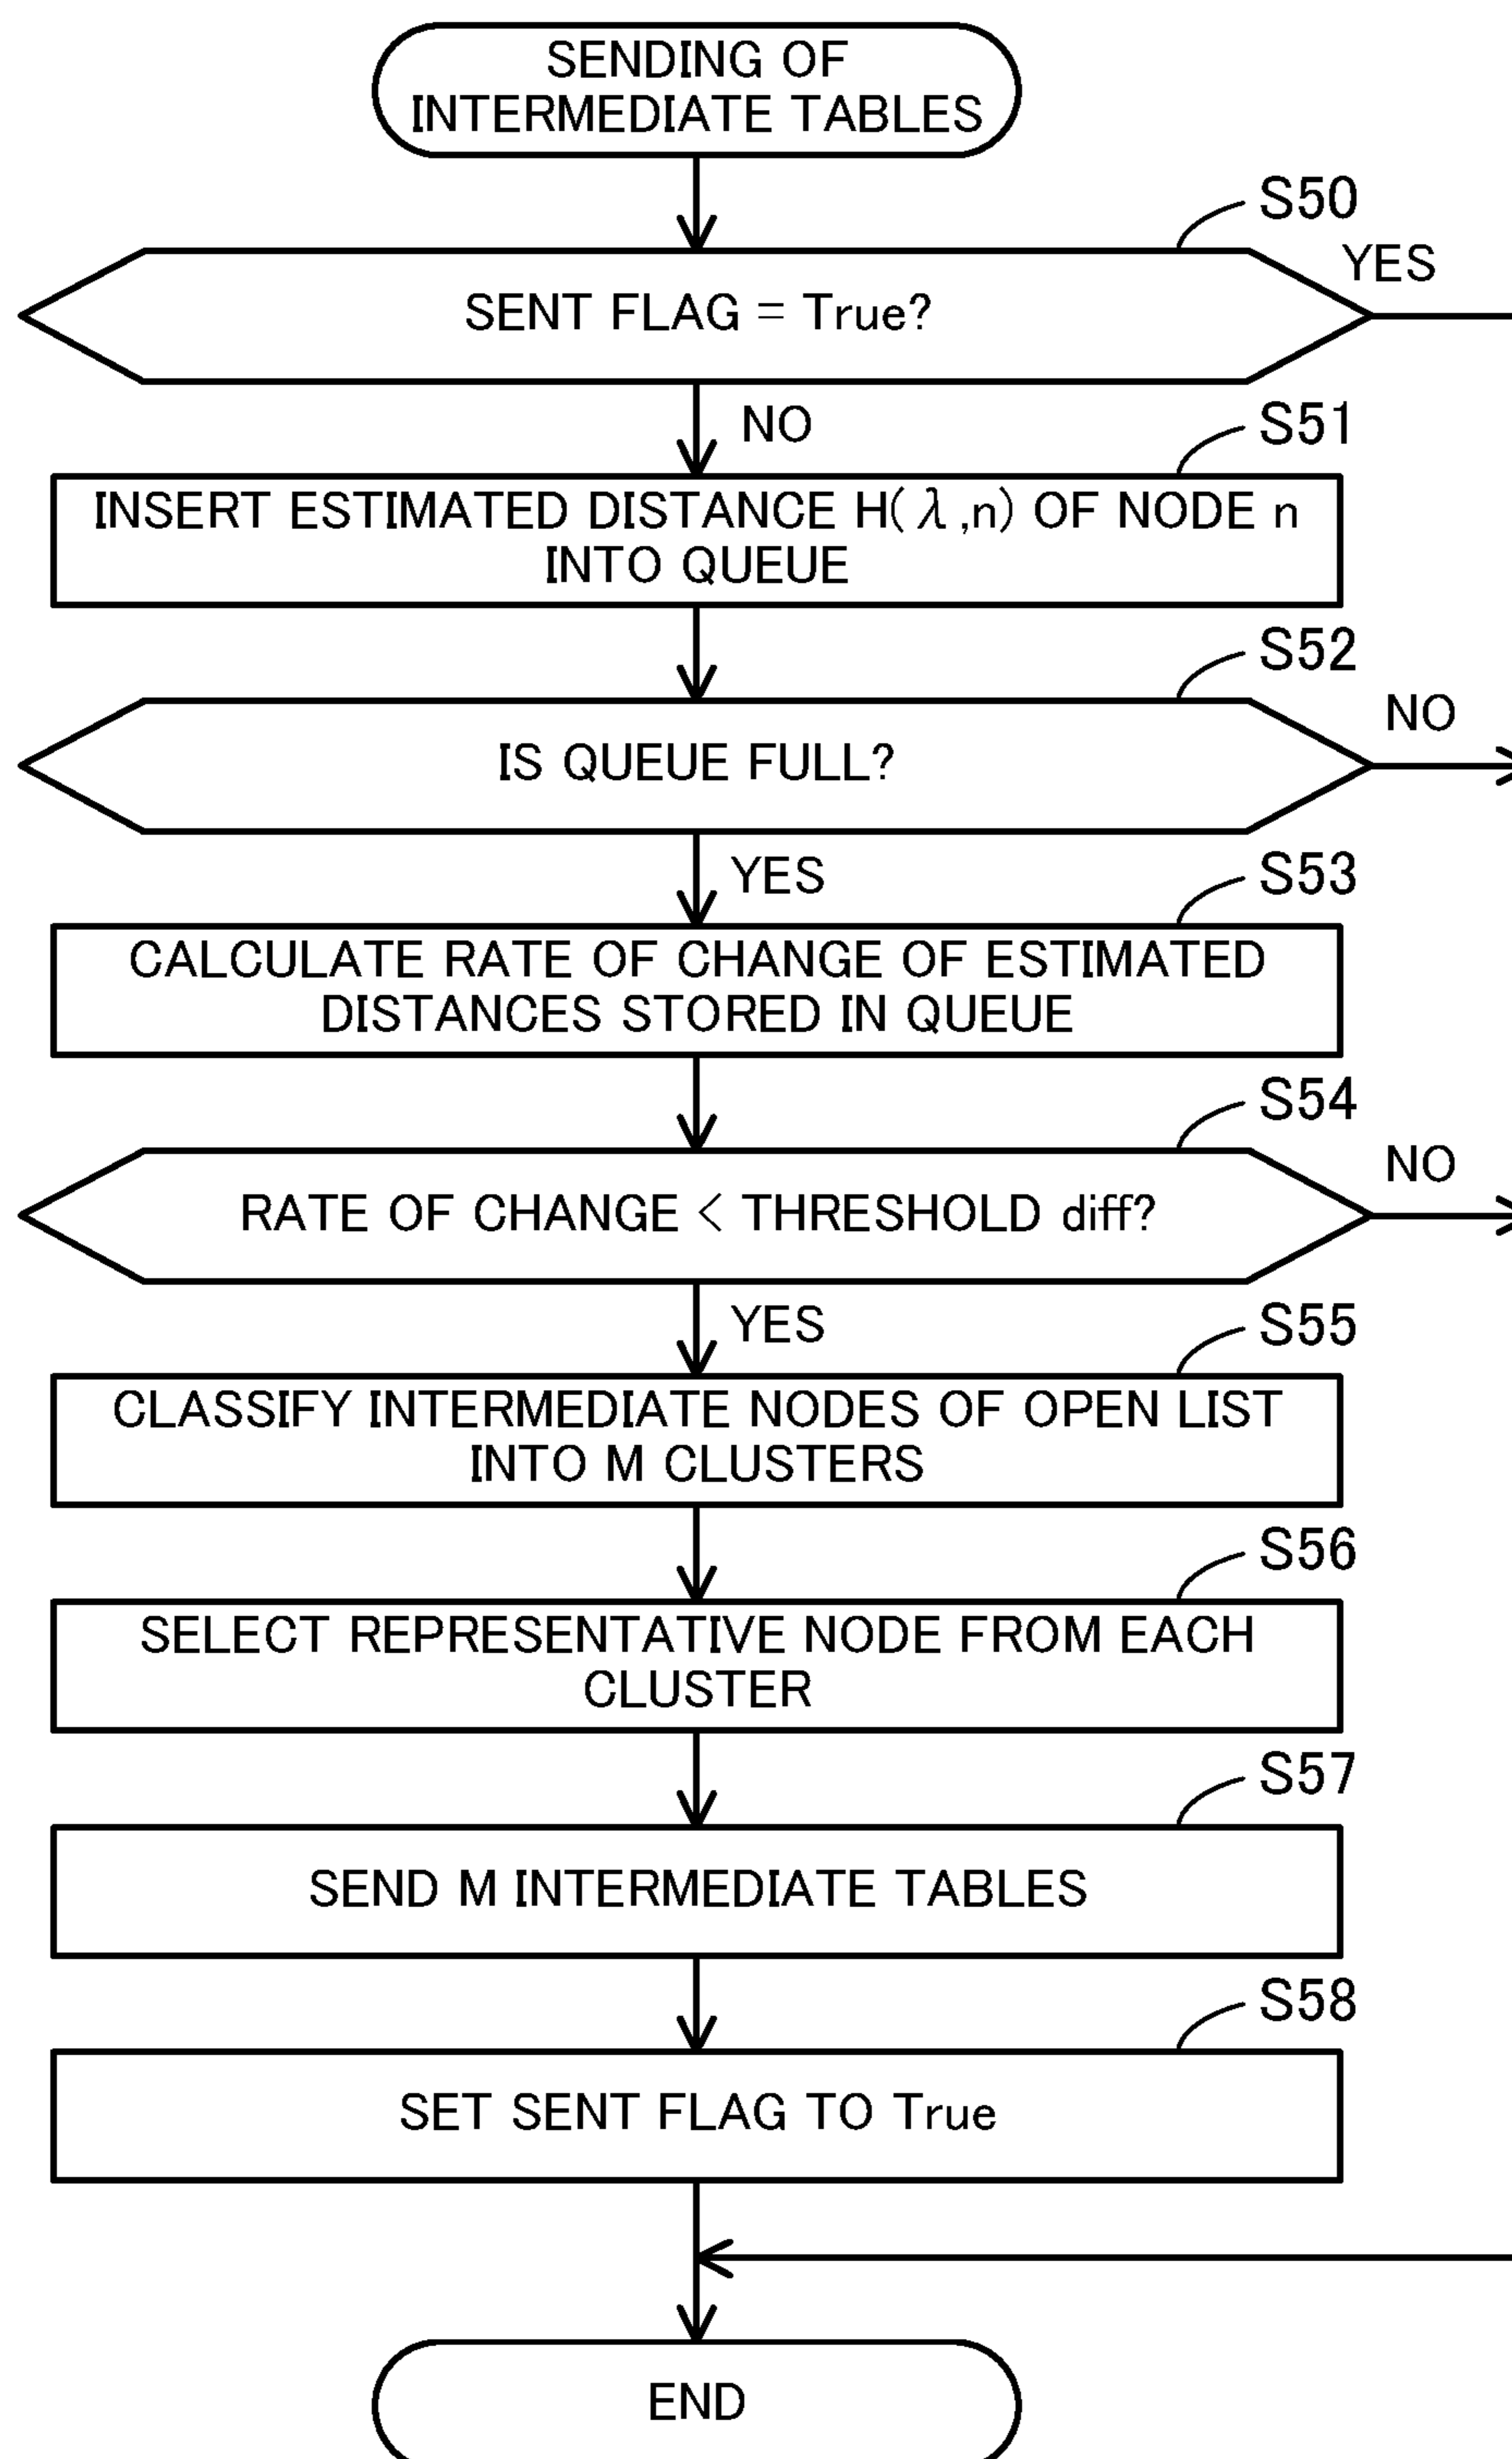 SENDING OF
INTERMEDIATE TABLES
S50
YES
SENT FLAG = True?
NO
S51
INSERT ESTIMATED DISTANCE H(λ,n) OF NODE n
INTO QUEUE
S52
NO
IS QUEUE FULL?
YES
S53
CALCULATE RATE OF CHANGE OF ESTIMATED
DISTANCES STORED IN QUEUE
S54
NO
RATE OF CHANGE < THRESHOLD diff?
YES
S55
CLASSIFY INTERMEDIATE NODES OF OPEN LIST
INTO M CLUSTERS
S56
SELECT REPRESENTATIVE NODE FROM EACH
CLUSTER
S57
SEND M INTERMEDIATE TABLES
S58
SET SENT FLAG TO True
END